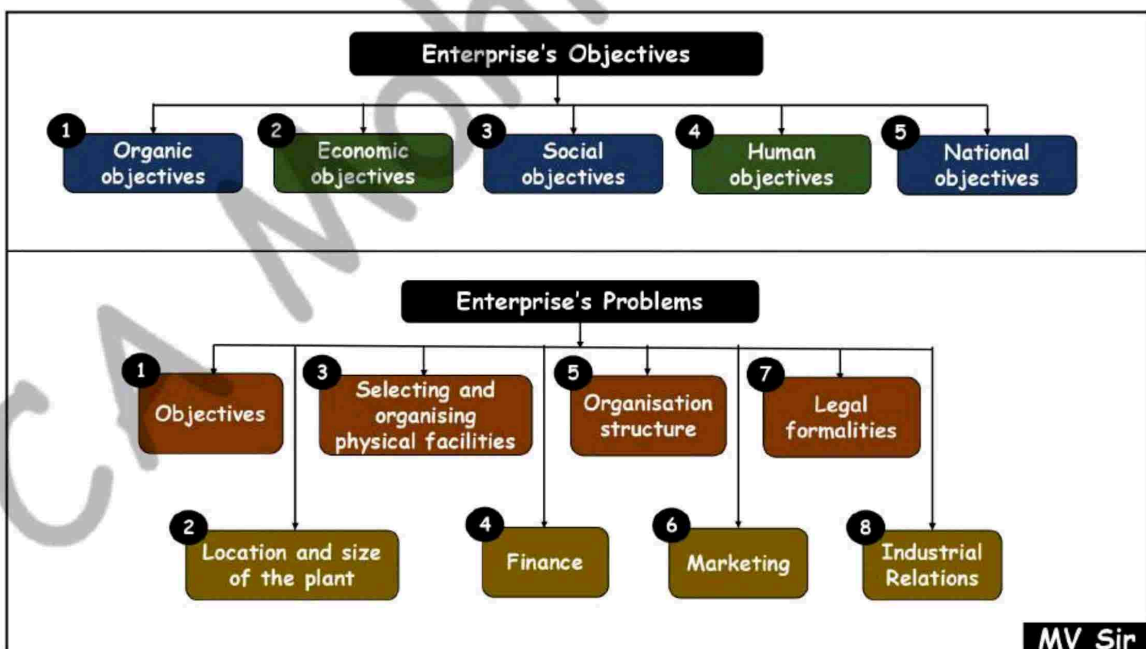 Enterprise's Objectives
1
Organic
objectives
2
Economic
objectives
3
Social
objectives
4
Human
objectives
5
National
objectives
Enterprise's Problems
1
Objectives
3
Selecting and
organising
physical facilities
5
Organisation
structure
7
Legal
formalities
2
Location and size
of the plant
4
Finance
6
Marketing
8
Industrial
Relations
MV Sir
CA Moh